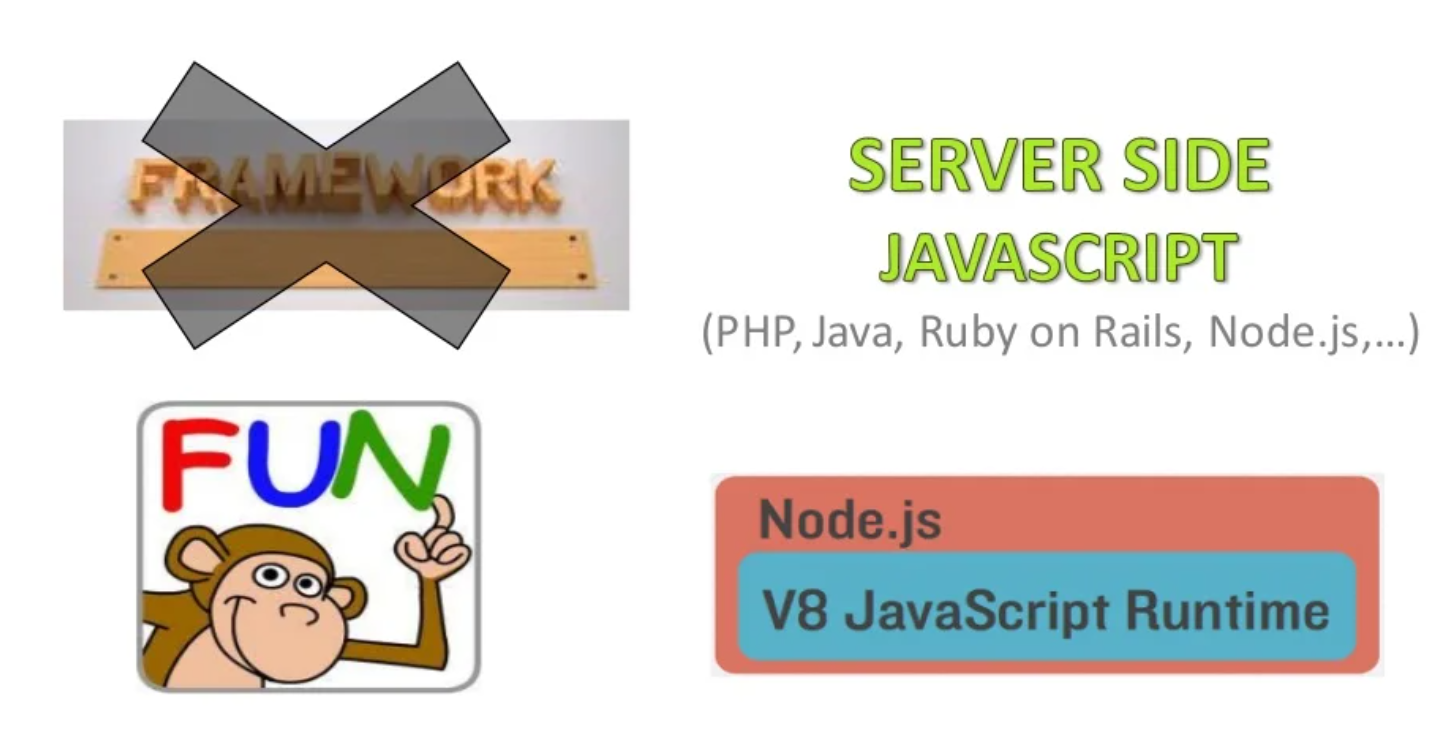 FRAMEWORK
SERVER SIDE
JAVASCRIPT
(PHP, Java, Ruby on Rails, Node.js,...)
FUN
Node.js
V8 JavaScript Runtime